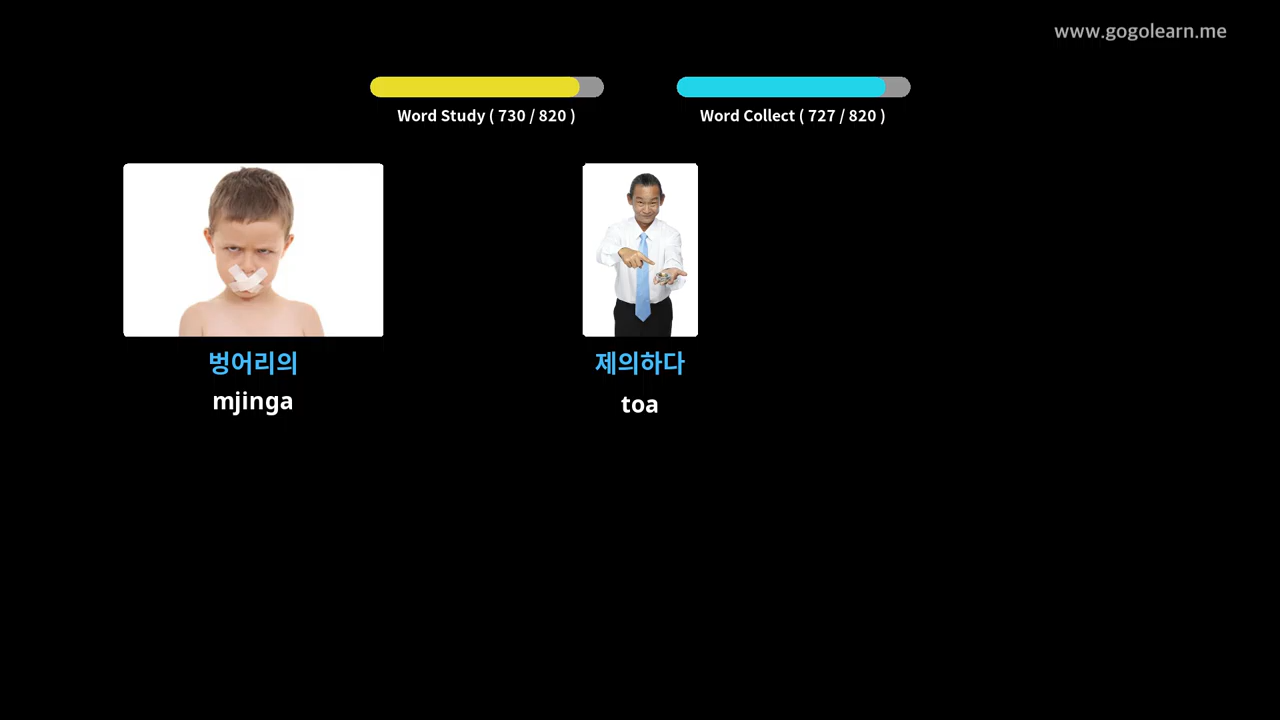 www.gogolearn.me
Word Study ( 730 / 820 )
Word Collect ( 727 / 820 )
벙어리의
mjinga
제의하다
toa